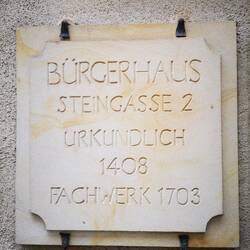 BÜRGERHAUS
STEINGASSE 2
URKUNDLICH
1408
FACHWERK 1703